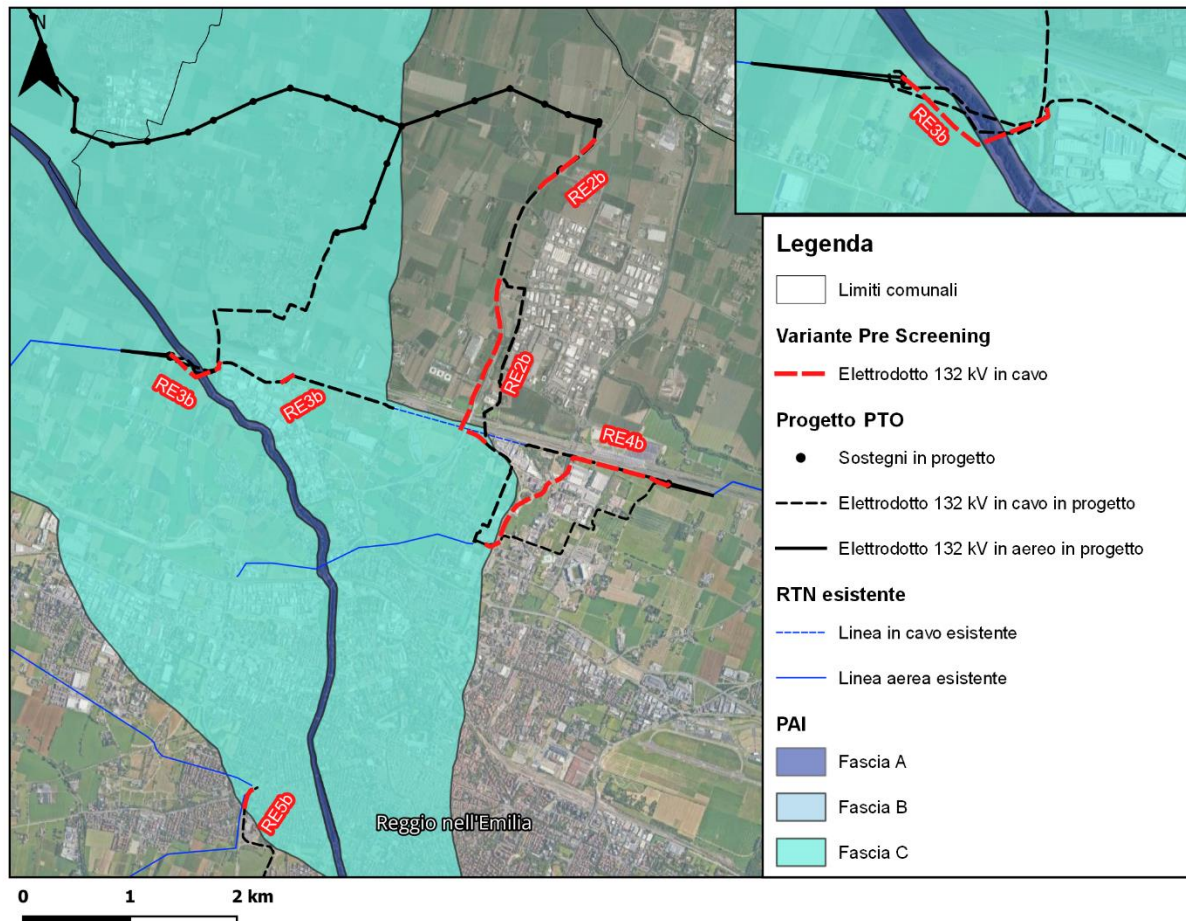 N
RE3b
RE2b
RE2b
RE3b
RE3b
RE4b
RE5b
Reggio nell'Emilia
0 1 2 km
Legenda
Limiti comunali
Variante Pre Screening
Elettrodotto 132 kV in cavo
Progetto PTO
Sostegni in progetto
Elettrodotto 132 kV in cavo in progetto
Elettrodotto 132 kV in aereo in progetto
RTN esistente
Linea in cavo esistente
Linea aerea esistente
PAI
Fascia A
Fascia B
Fascia C